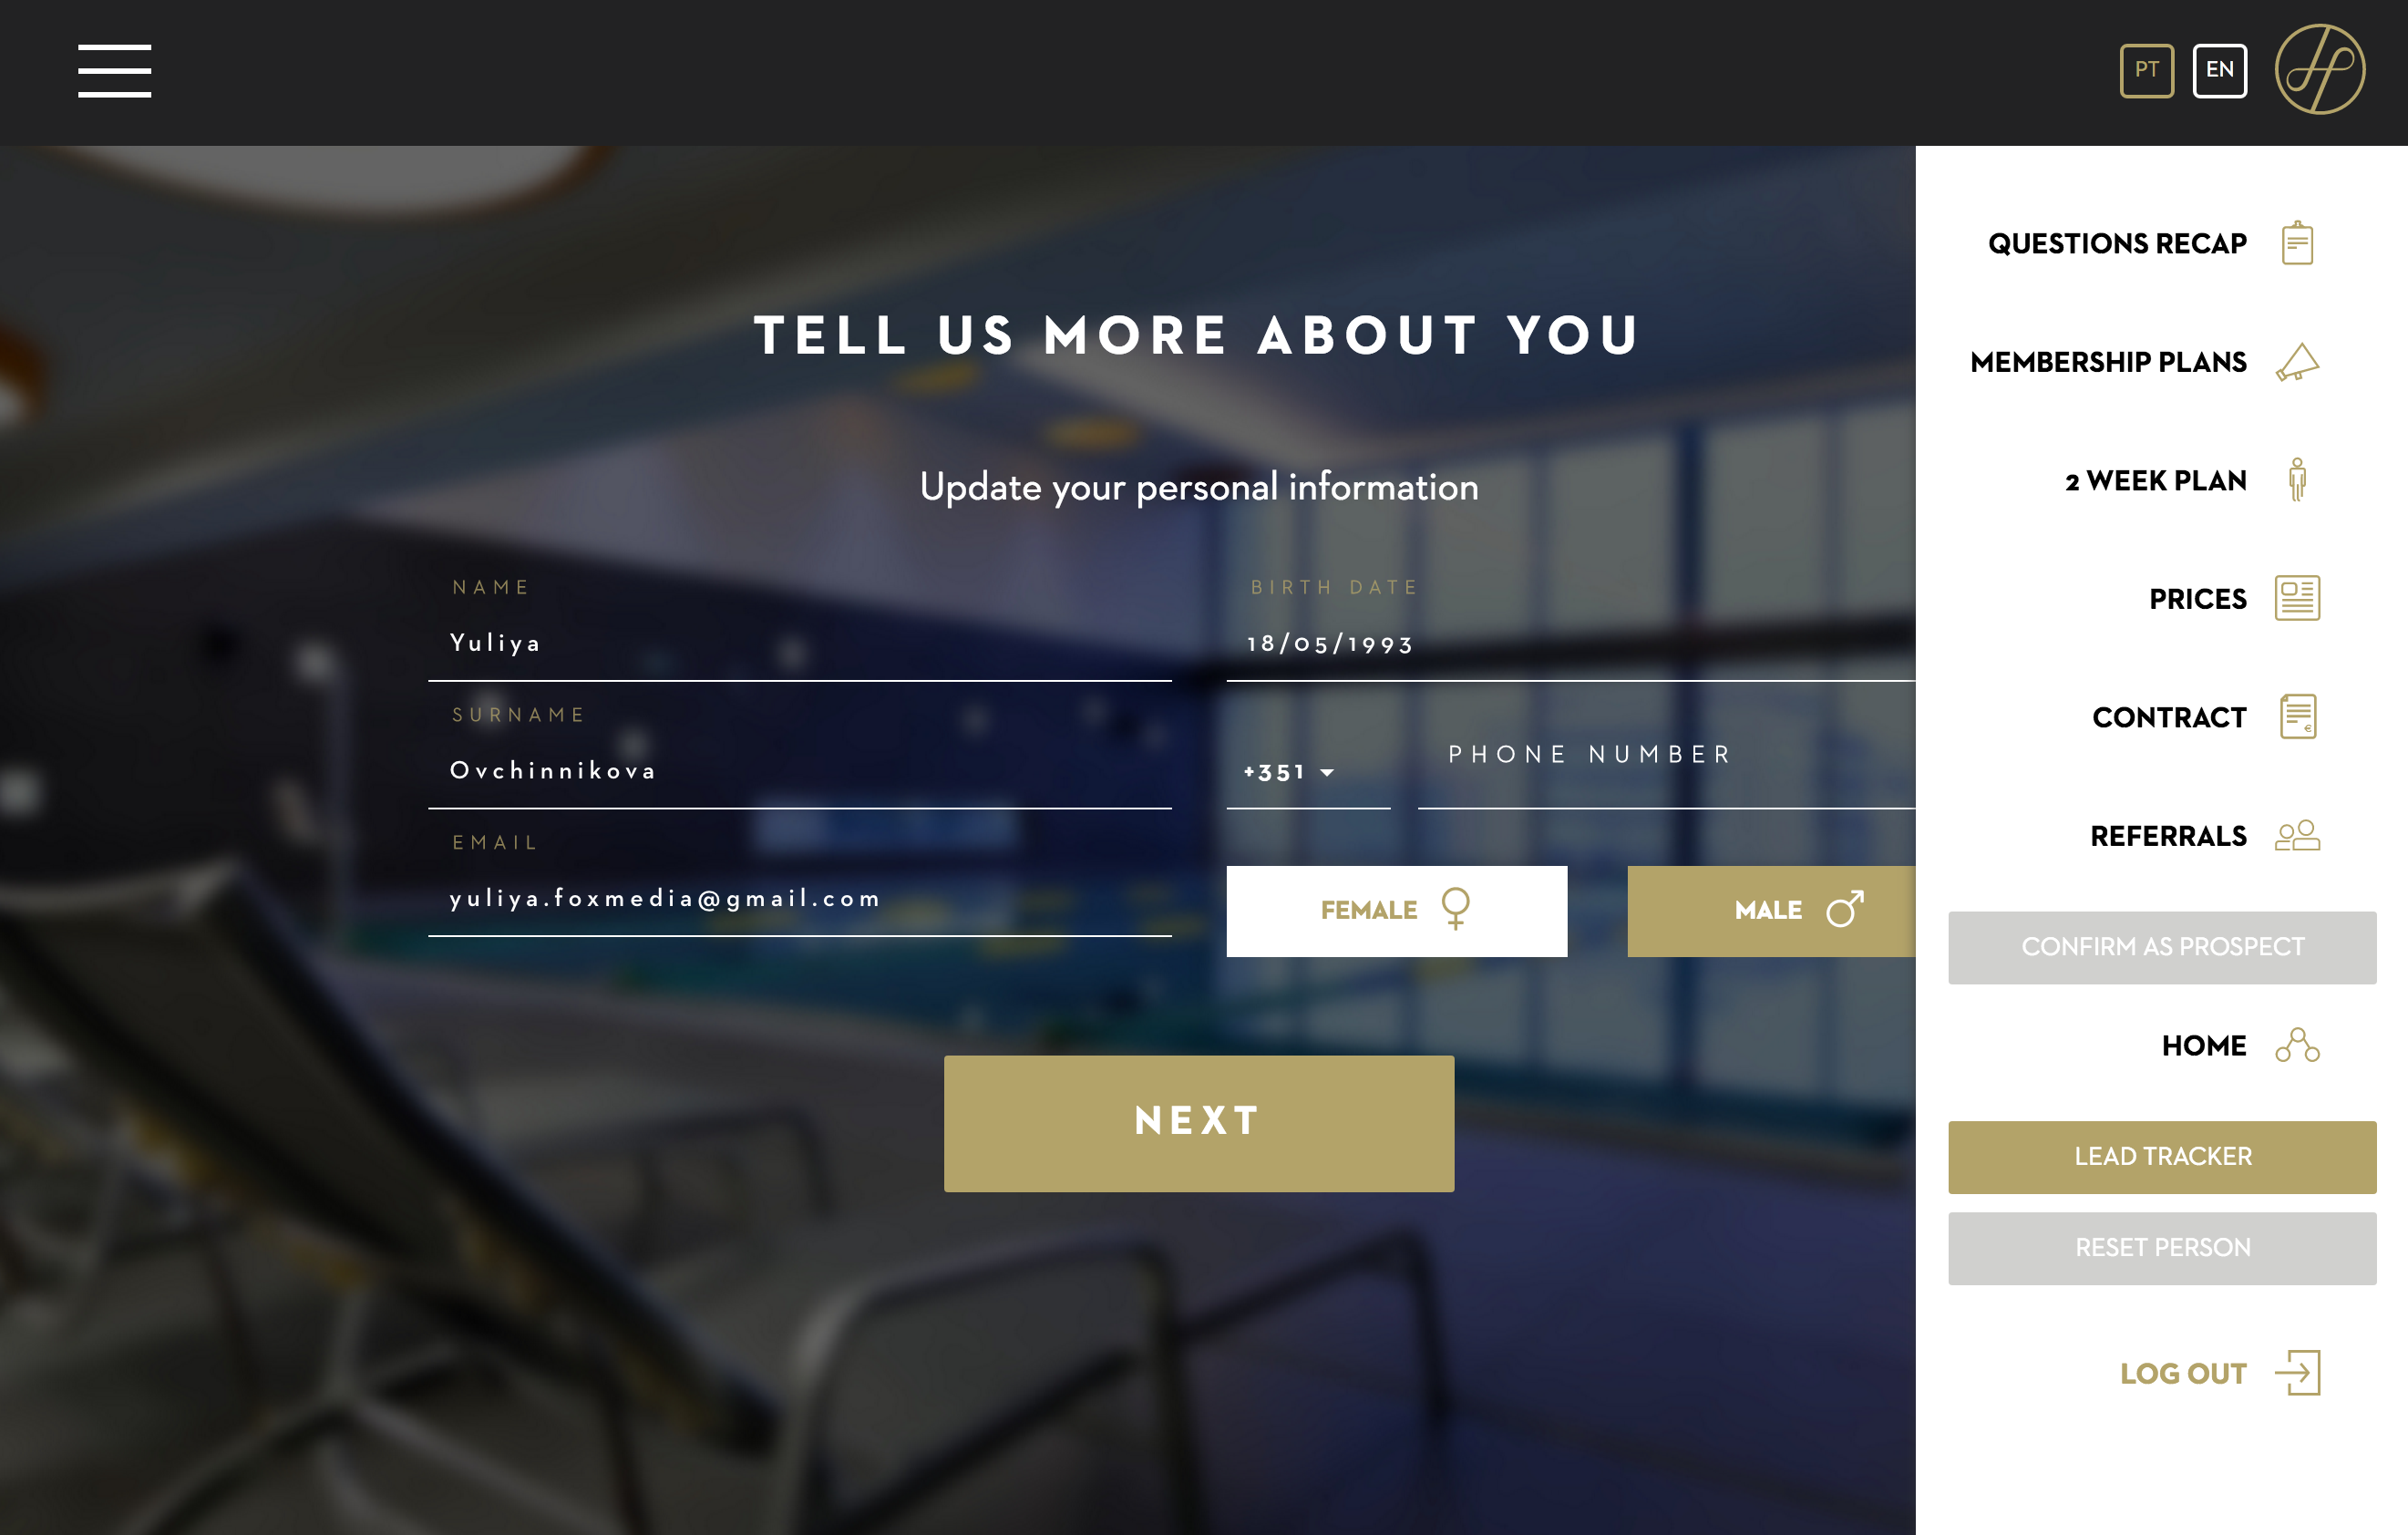 PT
EN
TELL US MORE ABOUT YOU
Update your personal information
NAME
Yuliya
BIRTH DATE
18/05/1993
SURNAME
Ovchinnikova
+351
PHONE NUMBER
EMAIL
yuliya.foxmedia@gmail.com
FEMALE
MALE
NEXT
QUESTIONS RECAP
MEMBERSHIP PLANS
2 WEEK PLAN
PRICES
CONTRACT
REFERRALS
CONFIRM AS PROSPECT
HOME
LEAD TRACKER
RESET PERSON
LOG OUT